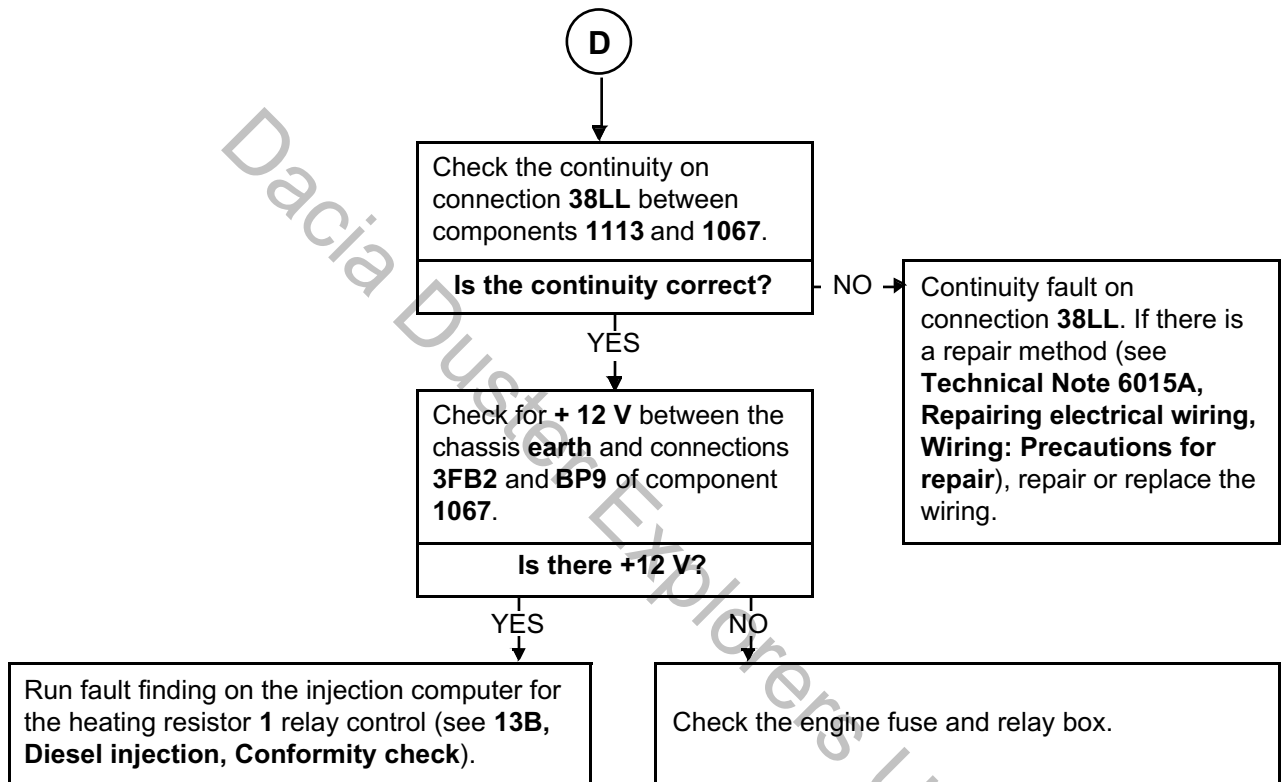 D
Check the continuity on
connection 38LL between
components 1113 and 1067.
Is the continuity correct?
NO
Continuity fault on
connection 38LL. If there is
a repair method (see
Technical Note 6015A,
Repairing electrical wiring,
Wiring: Precautions for
repair), repair or replace the
wiring.
YES
Check for + 12 V between the
chassis earth and connections
3FB2 and BP9 of component
1067.
Is there +12 V?
YES
NO
Run fault finding on the injection computer for
the heating resistor 1 relay control (see 13B,
Diesel injection, Conformity check).
Check the engine fuse and relay box.
Dacia Duster Explorers